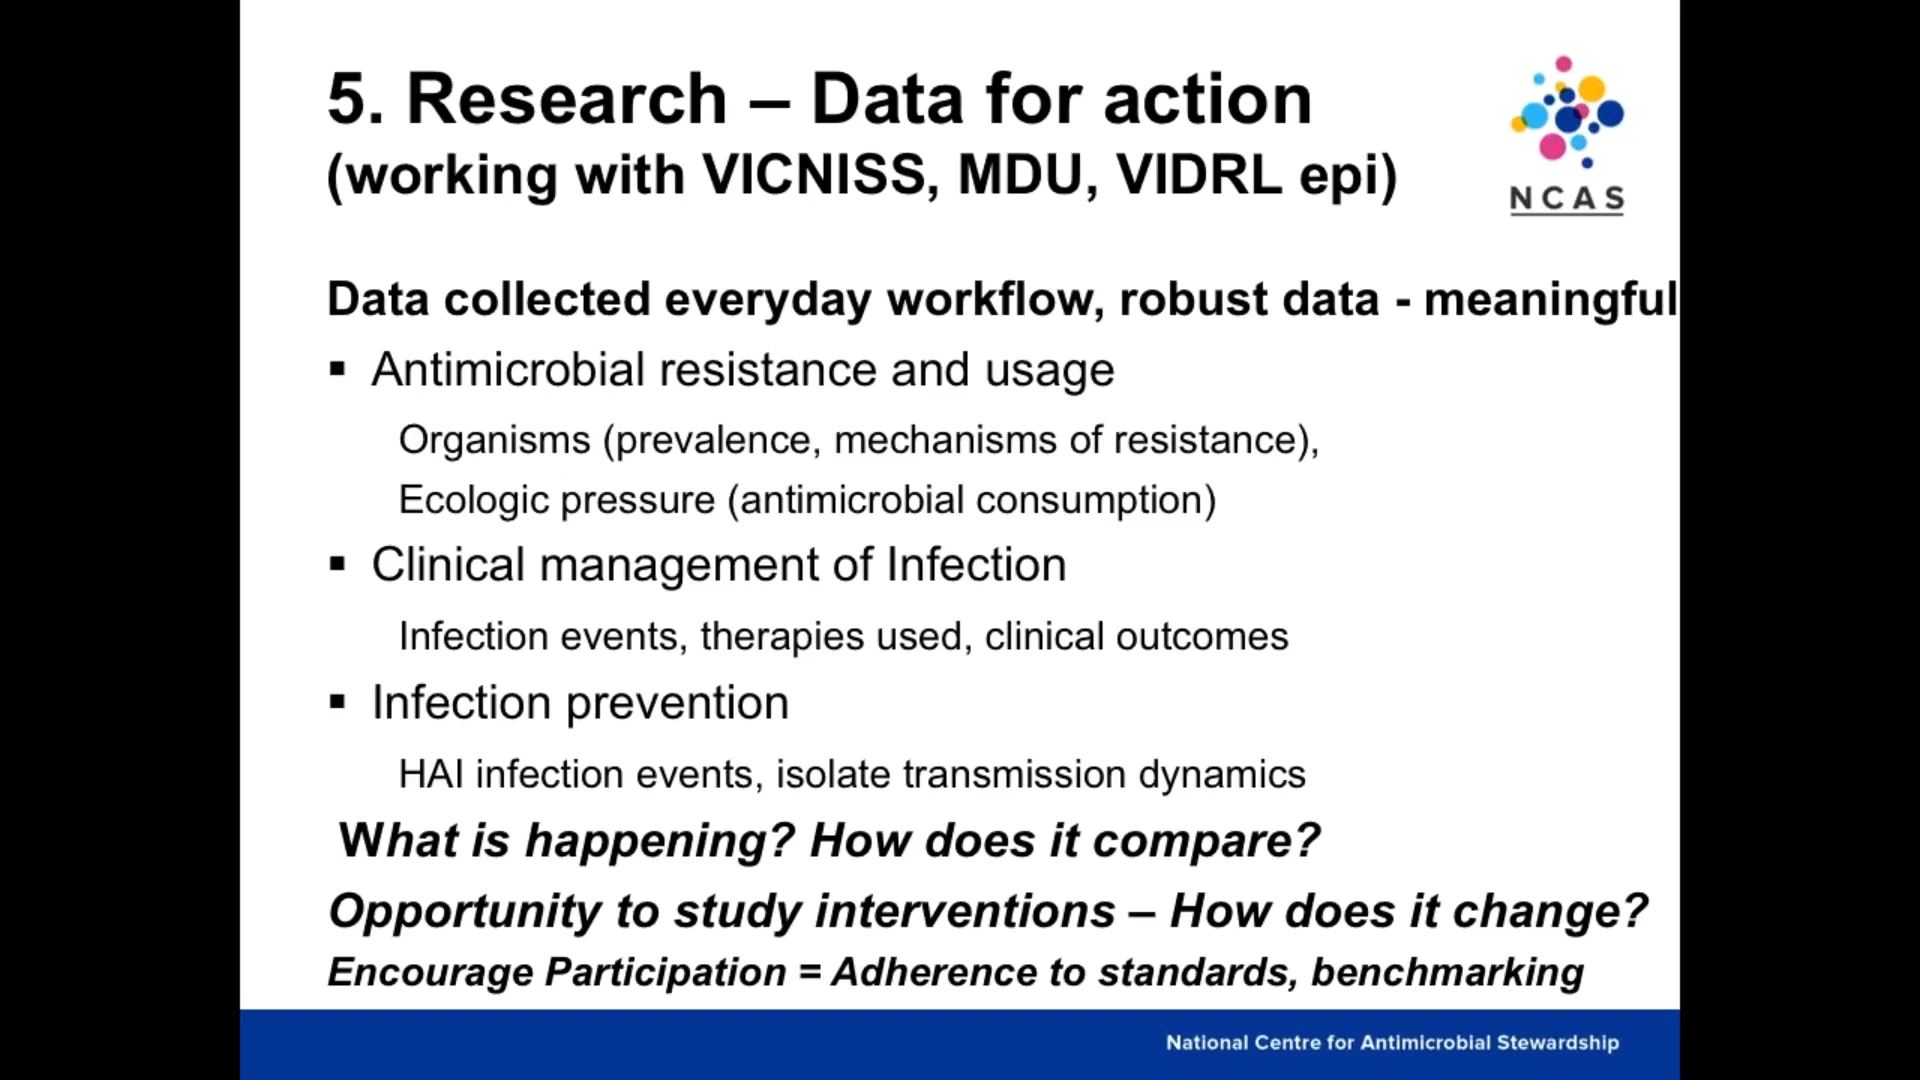 5. Research – Data for action
(working with VICNISS, MDU, VIDRL epi)
NCAS
Data collected everyday workflow, robust data - meaningful
▪ Antimicrobial resistance and usage
Organisms (prevalence, mechanisms of resistance),
Ecologic pressure (antimicrobial consumption)
▪ Clinical management of Infection
Infection events, therapies used, clinical outcomes
▪ Infection prevention
HAI infection events, isolate transmission dynamics
What is happening? How does it compare?
Opportunity to study interventions – How does it change?
Encourage Participation = Adherence to standards, benchmarking
National Centre for Antimicrobial Stewardship